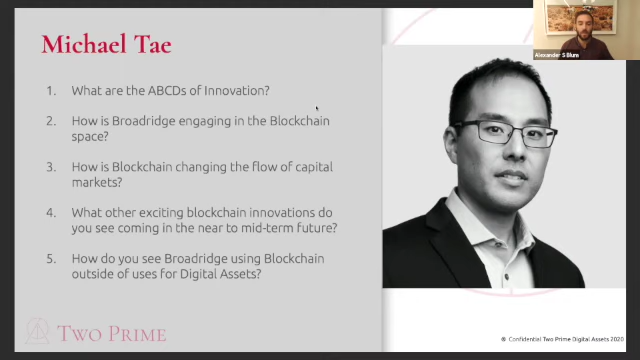 Michael Tae
1. What are the ABCDs of Innovation?
2. How is Broadridge engaging in the Blockchain
space?
3. How is Blockchain changing the flow of capital
markets?
4. What other exciting blockchain innovations do
you see coming in the near to mid-term future?
5. How do you see Broadridge using Blockchain
outside of uses for Digital Assets?
TWO PRIME
Alexander S Blum
® Confidential Two Prime Digital Assets 2020